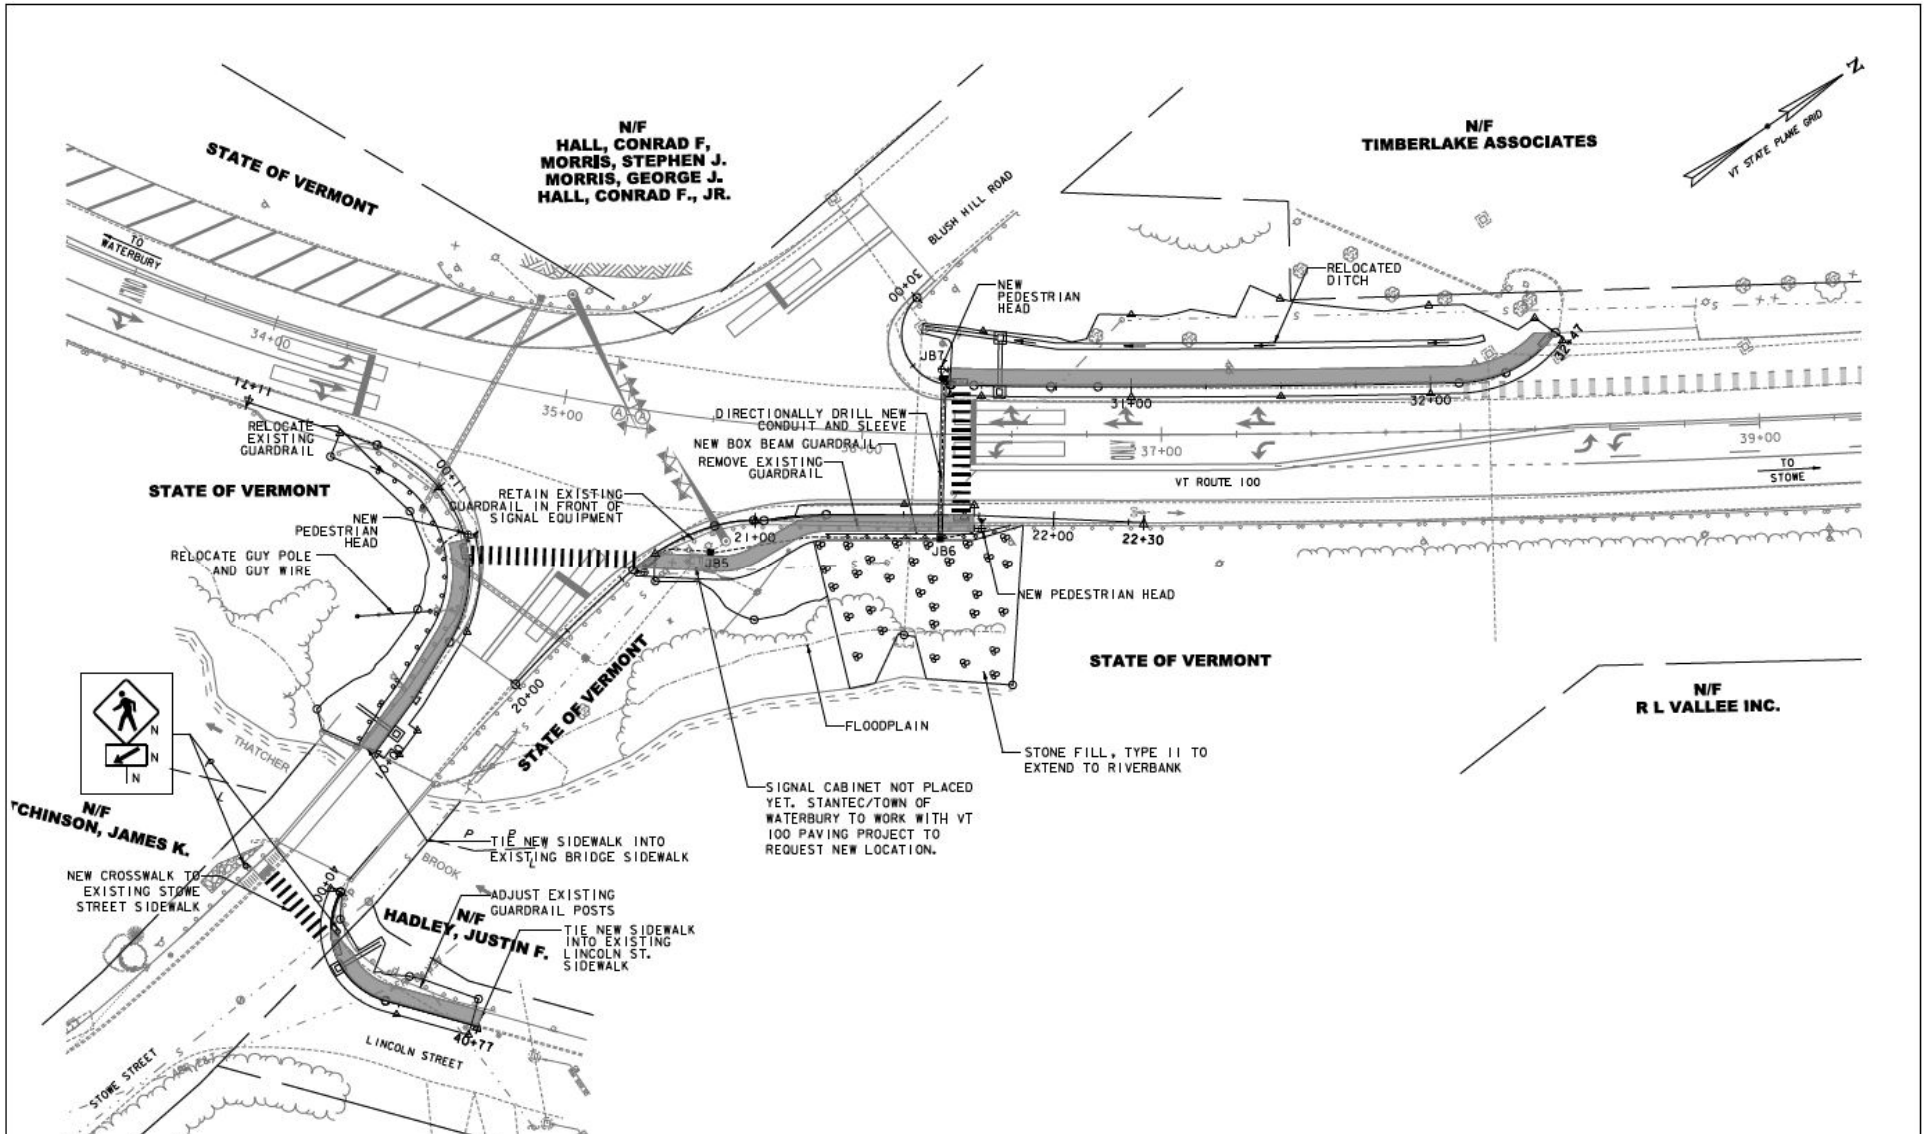 N
VT STATE PLANE GRID
STATE OF VERMONT
N/F
HALL, CONRAD F,
MORRIS, STEPHEN J.
MORRIS, GEORGE J.
HALL, CONRAD F., JR.
N/F
TIMBERLAKE ASSOCIATES
BLUSH HILL ROAD
TO
WATERBURY
34+00
35+00
30+00
NEW
PEDESTRIAN
HEAD
RELOCATED
DITCH
JB7
31+00
32+00
32+47
11+71
RELOCATE
EXISTING
GUARDRAIL
DIRECTIONALLY DRILL NEW
CONDUIT AND SLEEVE
NEW BOX BEAM GUARDRAIL
36+00
REMOVE EXISTING
GUARDRAIL
37+00
39+00
TO
STOWE
VT ROUTE 100
STATE OF VERMONT
11+00
RETAIN EXISTING
GUARDRAIL IN FRONT OF
SIGNAL EQUIPMENT
NEW
PEDESTRIAN
HEAD
RELOCATE GUY POLE
AND GUY WIRE
21+00
JB5
JB6
22+00
22+30
NEW PEDESTRIAN HEAD
20+00
STATE OF VERMONT
STATE OF VERMONT
N/F
R L VALLEE INC.
FLOODPLAIN
STONE FILL, TYPE II TO
EXTEND TO RIVERBANK
SIGNAL CABINET NOT PLACED
YET. STANTEC/TOWN OF
WATERBURY TO WORK WITH VT
100 PAVING PROJECT TO
REQUEST NEW LOCATION.
N
N
N
THATCHER
10+00
N/F
TCHINSON, JAMES K.
TIE NEW SIDEWALK INTO
EXISTING BRIDGE SIDEWALK
BROOK
NEW CROSSWALK TO
EXISTING STOWE
STREET SIDEWALK
40+00
ADJUST EXISTING
GUARDRAIL POSTS
N/F
HADLEY, JUSTIN F.
TIE NEW SIDEWALK
INTO EXISTING
LINCOLN ST.
SIDEWALK
40+77
LINCOLN STREET
STOWE STREET